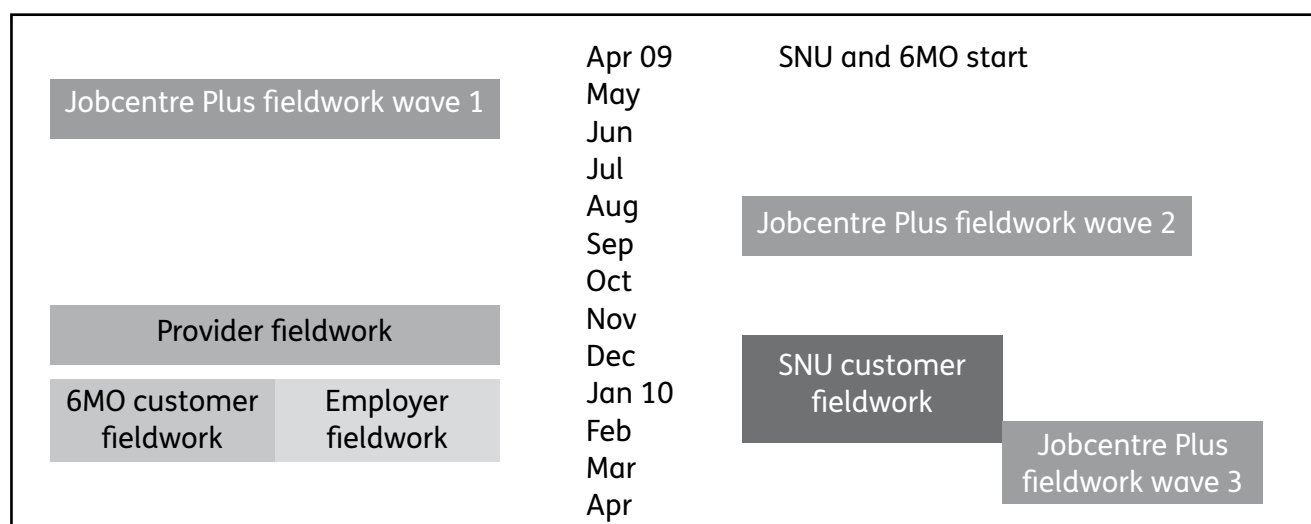 Apr 09
SNU and 6MO start
Jobcentre Plus fieldwork wave 1
May
Jun
Jul
Aug
Jobcentre Plus fieldwork wave 2
Sep
Oct
Provider fieldwork
Nov
Dec
SNU customer
fieldwork
6MO customer
fieldwork
Employer
fieldwork
Jan 10
Feb
Jobcentre Plus
fieldwork wave 3
Mar
Apr